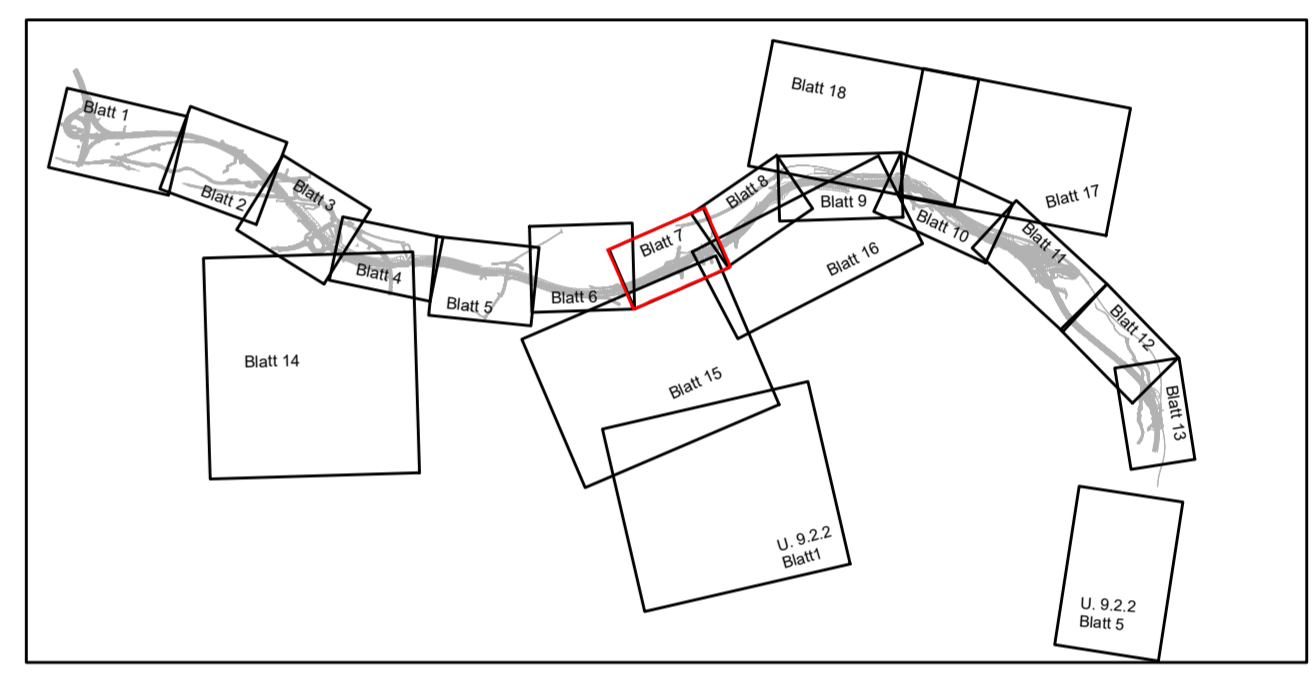 Blatt 1
Blatt 2
Blatt 3
Blatt 4
Blatt 5
Blatt 6
Blatt 7
Blatt 8
Blatt 9
Blatt 10
Blatt 11
Blatt 12
Blatt 13
Blatt 14
Blatt 15
Blatt 16
Blatt 17
Blatt 18
U. 9.2.2
Blatt1
U. 9.2.2
Blatt 5